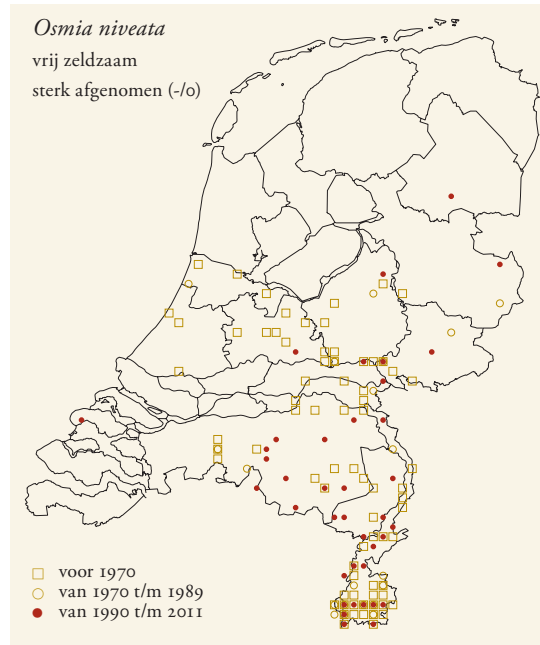 Osmia niveata
vrij zeldzaam
sterk afgenomen (-/0)
voor 1970
van 1970 t/m 1989
van 1990 t/m 2011